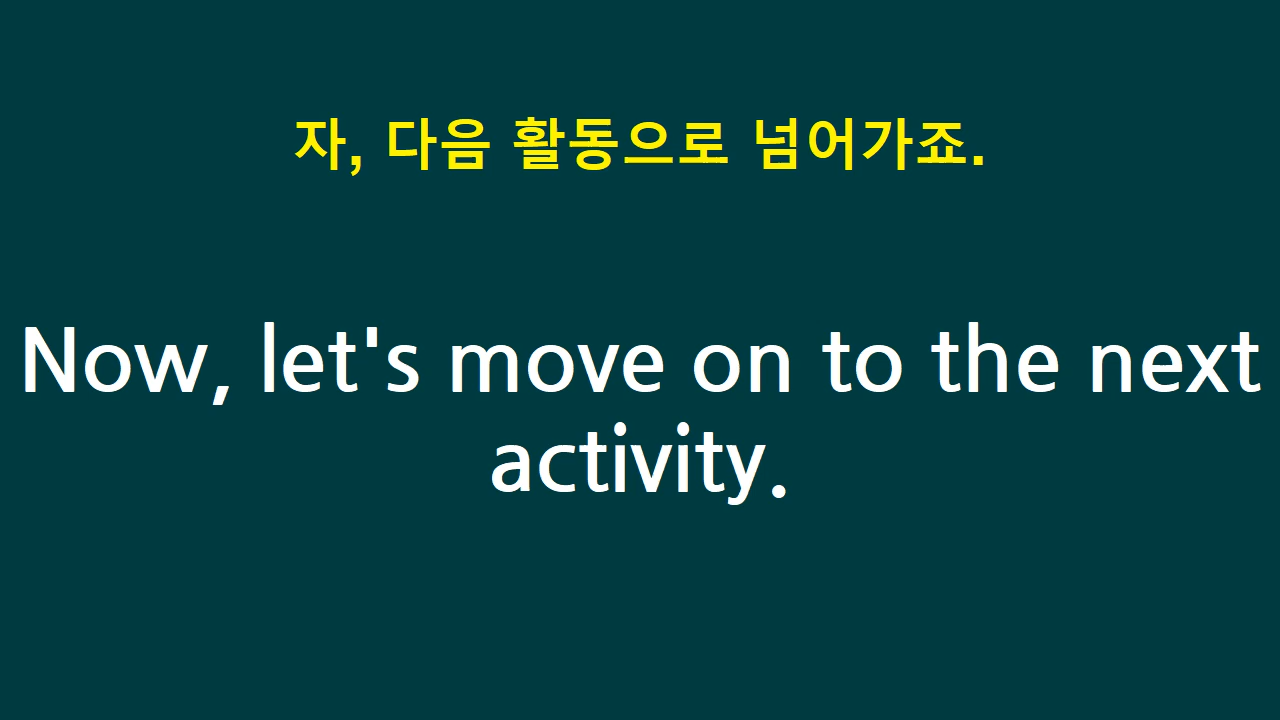 자, 다음 활동으로 넘어가죠.
Now, let's move on to the next
activity.